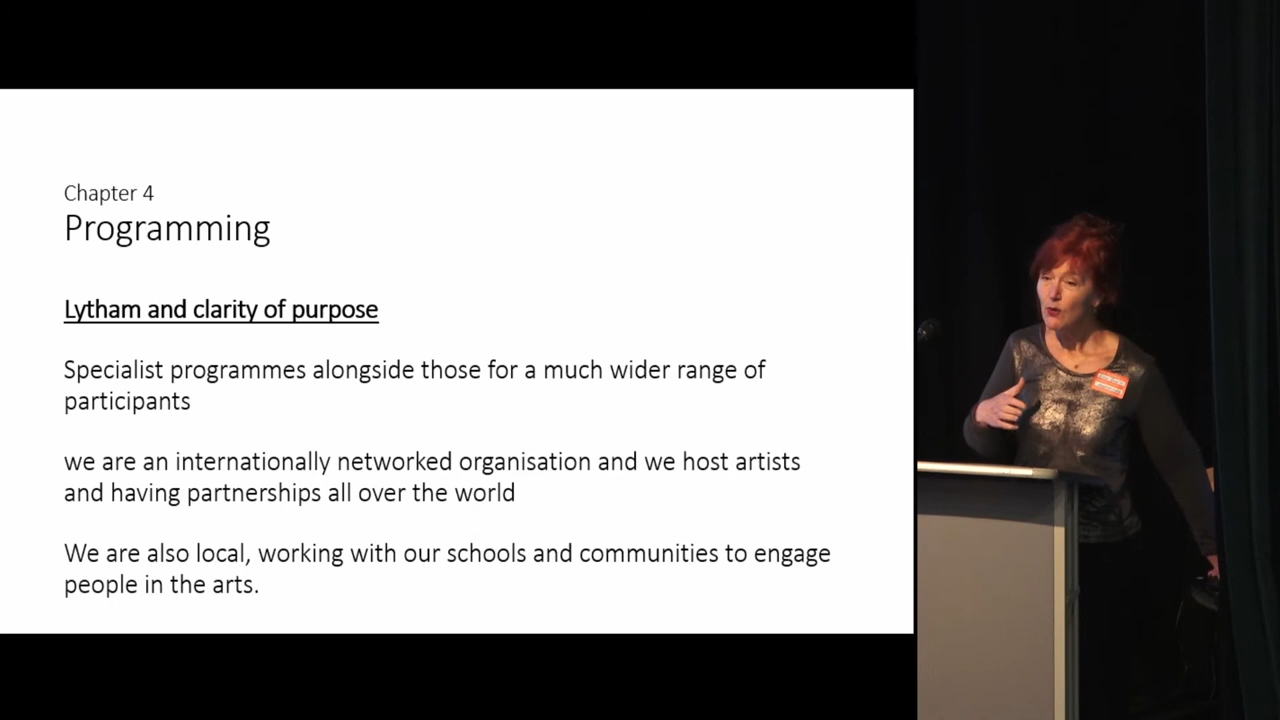 Chapter 4
Programming
Lytham and clarity of purpose
Specialist programmes alongside those for a much wider range of
participants
we are an internationally networked organisation and we host artists
and having partnerships all over the world
We are also local, working with our schools and communities to engage
people in the arts.